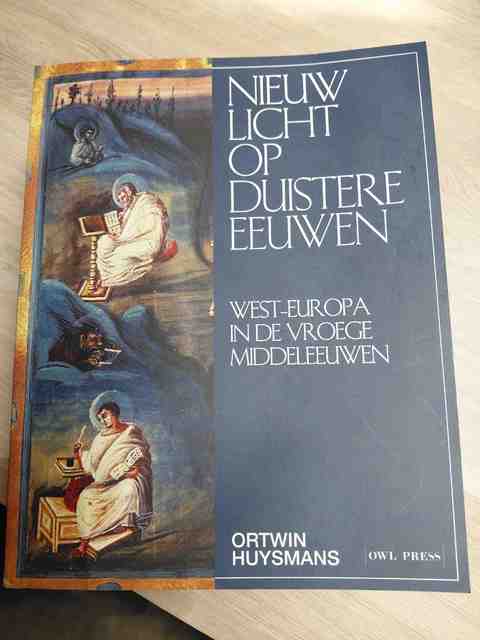 NIEUW
LICHT
OP
DUISTERE
EEUWEN
WEST-EUROPA
IN DE VROEGE
MIDDELEEUWEN
ORTWIN
HUYSMANS
OWL PRESS